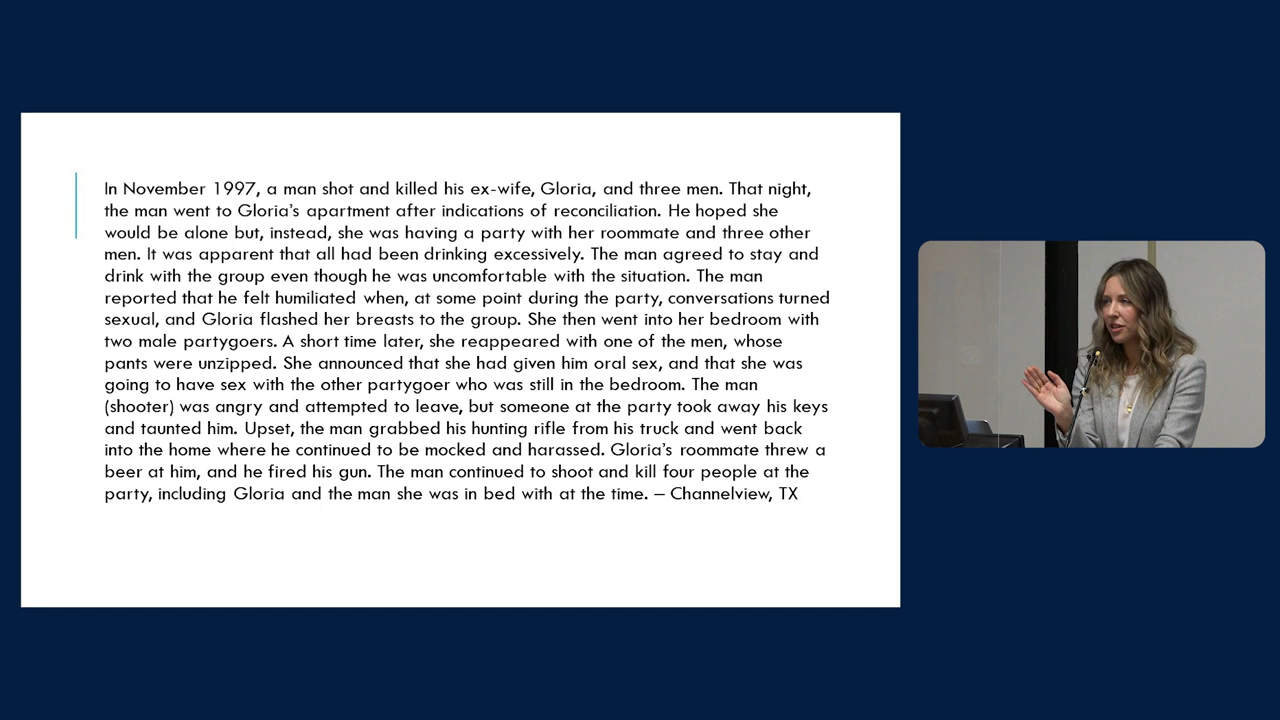 In November 1997, a man shot and killed his ex-wife, Gloria, and three men. That night,
the man went to Gloria's apartment after indications of reconciliation. He hoped she
would be alone but, instead, she was having a party with her roommate and three other
men. It was apparent that all had been drinking excessively. The man agreed to stay and
drink with the group even though he was uncomfortable with the situation. The man
reported that he felt humiliated when, at some point during the party, conversations turned
sexual, and Gloria flashed her breasts to the group. She then went into her bedroom with
two male partygoers. A short time later, she reappeared with one of the men, whose
pants were unzipped. She announced that she had given him oral sex, and that she was
going to have sex with the other partygoer who was still in the bedroom. The man
(shooter) was angry and attempted to leave, but someone at the party took away his keys
and taunted him. Upset, the man grabbed his hunting rifle from his truck and went back
into the home where he continued to be mocked and harassed. Gloria's roommate threw a
beer at him, and he fired his gun. The man continued to shoot and kill four people at the
party, including Gloria and the man she was in bed with at the time. – Channelview, TX